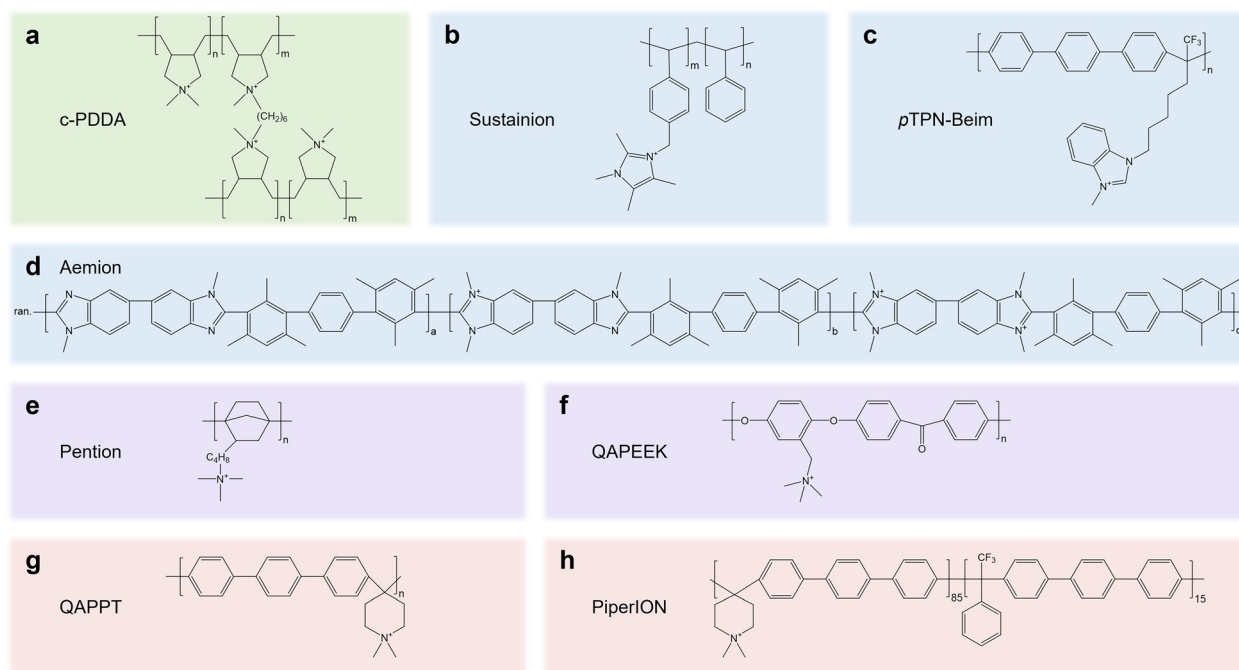 a
c-PDDA
n
m
N+
N+
(CH2)6
N+
N+
n
m
b
Sustainion
m
n
N+
N
c
pTPN-Beim
CF3
n
N
N+
d
Aemion
ran.
N
N
N
N
a
N+
N
N
N
b
N+
N
N
N+
e
Pention
n
C4H8
N+
f
QAPEEK
O
O
O
n
N+
g
QAPPT
n
N+
h
PiperION
CF3
85
15
N+